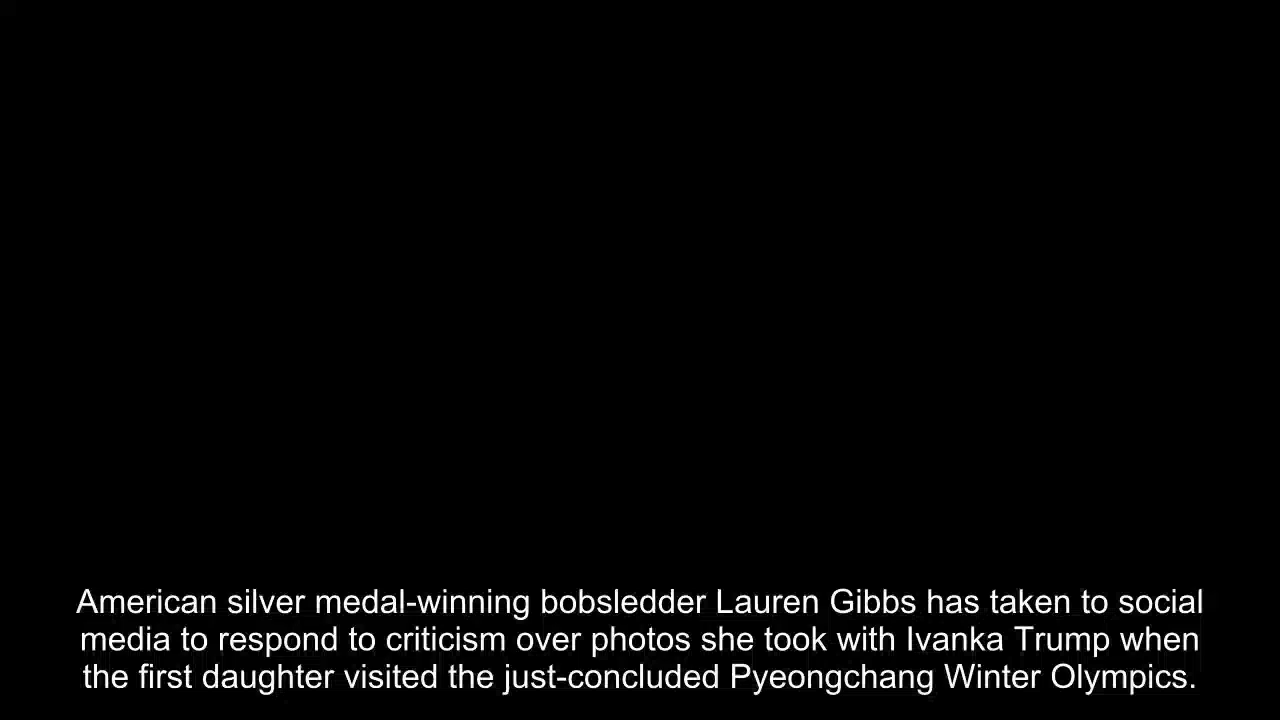 American silver medal-winning bobsledder Lauren Gibbs has taken to social
media to respond to criticism over photos she took with Ivanka Trump when
the first daughter visited the just-concluded Pyeongchang Winter Olympics.